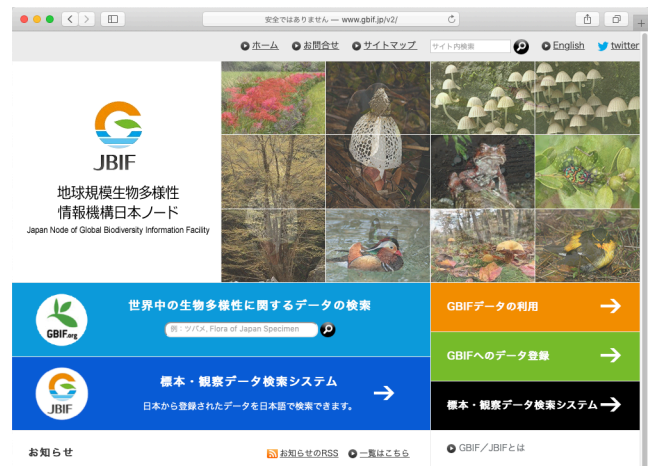 安全ではありません — www.gbif.jp/v2/
ホーム お問合せ サイトマップ サイト内検索 English twitter
JBIF
地球規模生物多様性
情報機構日本ノード
Japan Node of Global Biodiversity Information Facility
GBIF.org
世界中の生物多様性に関するデータの検索
例：ツバメ, Flora of Japan Specimen
JBIF
標本・観察データ検索システム
日本から登録されたデータを日本語で検索できます。
GBIFデータの利用
GBIFへのデータ登録
標本・観察データ検索システム
お知らせ お知らせのRSS 一覧はこちら
GBIF／JBIFとは